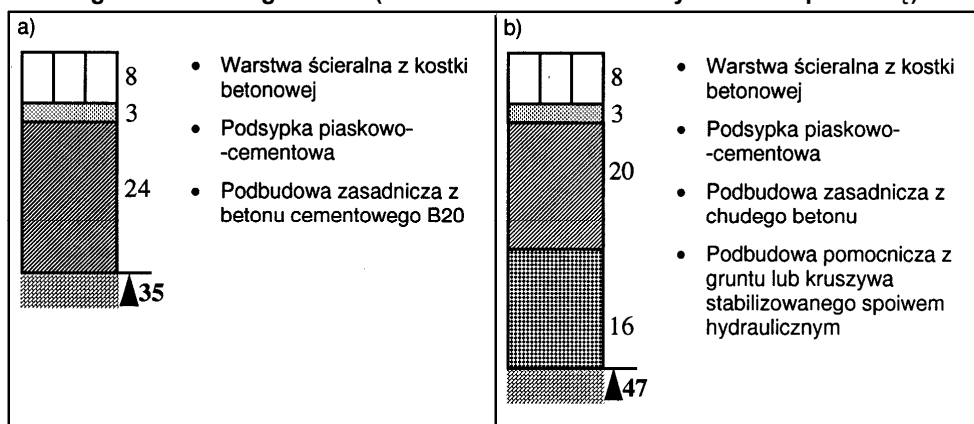 a)
8
3
24
35
• Warstwa ścieralna z kostki
betonowej
• Podsypka piaskowo-
-cementowa
• Podbudowa zasadnicza z
betonu cementowego B20
b)
8
3
20
16
47
• Warstwa ścieralna z kostki
betonowej
• Podsypka piaskowo-
-cementowa
• Podbudowa zasadnicza z
chudego betonu
• Podbudowa pomocnicza z
gruntu lub kruszywa
stabilizowanego spoiwem
hydraulicznym